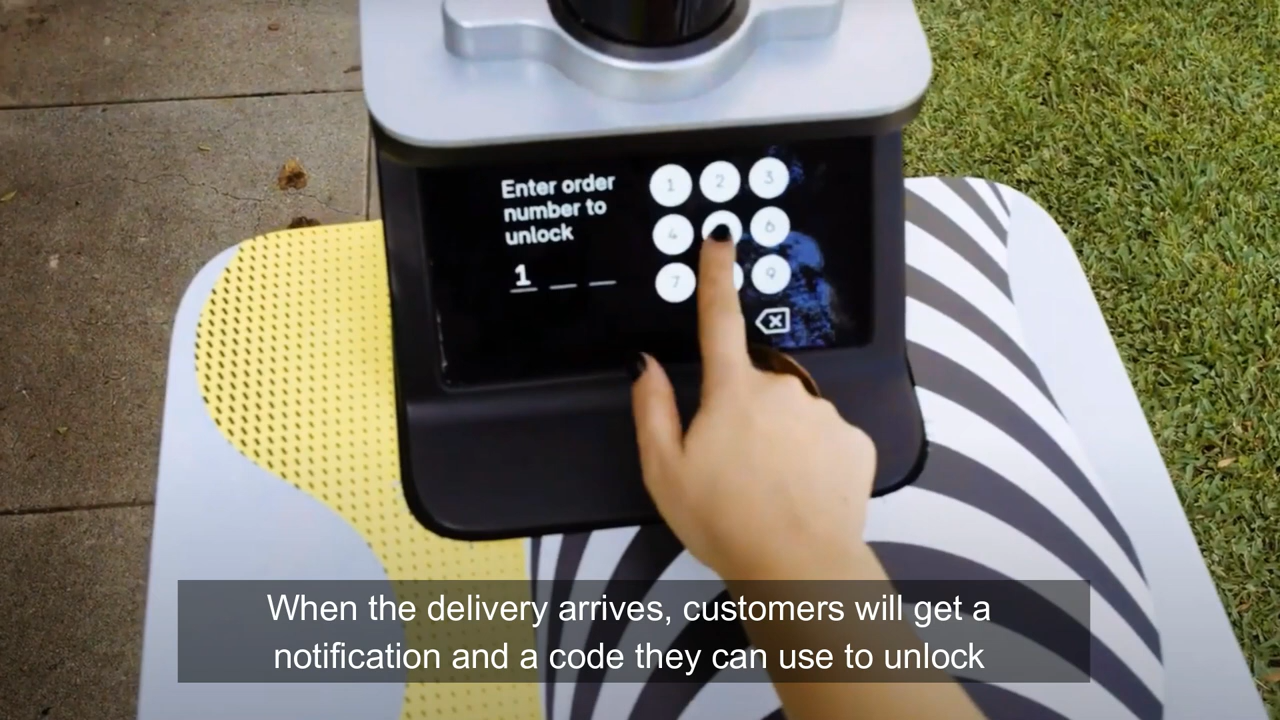 Enter order
number to
unlock
1
1 2 3
4 6
7 9
When the delivery arrives, customers will get a
notification and a code they can use to unlock